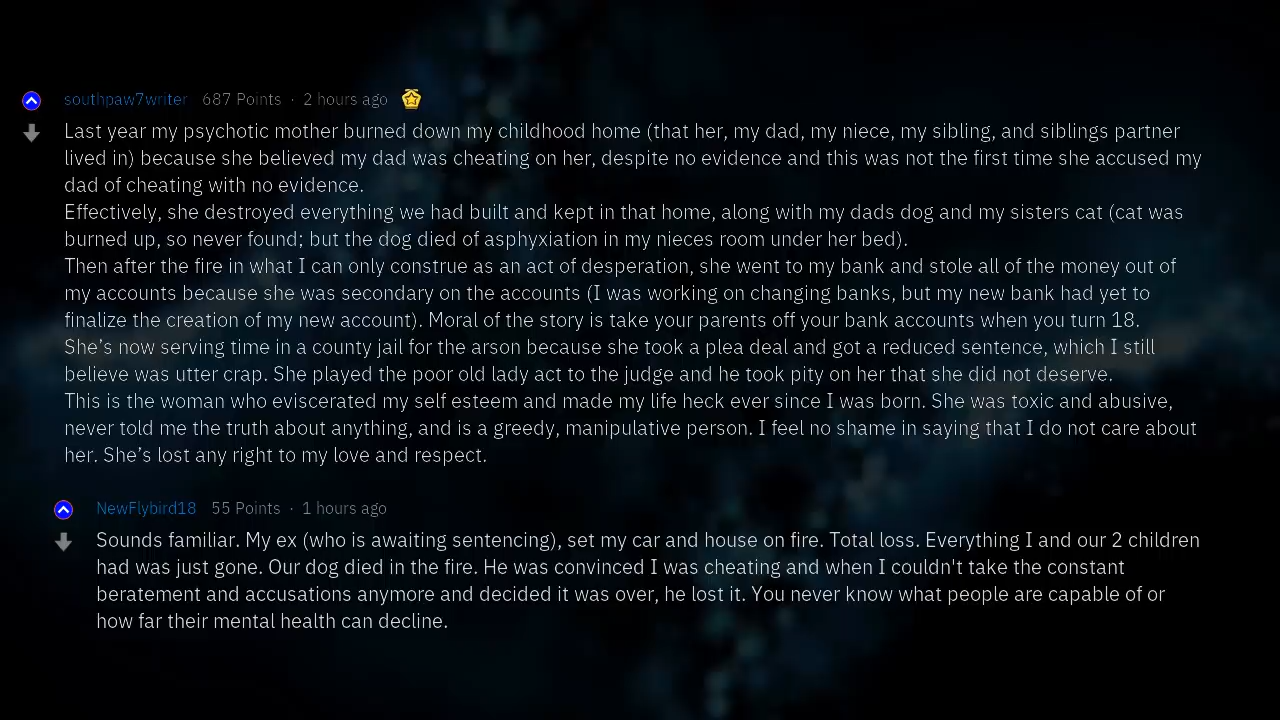 southpaw7writer 687 Points · 2 hours ago
Last year my psychotic mother burned down my childhood home (that her, my dad, my niece, my sibling, and siblings partner
lived in) because she believed my dad was cheating on her, despite no evidence and this was not the first time she accused my
dad of cheating with no evidence.
Effectively, she destroyed everything we had built and kept in that home, along with my dads dog and my sisters cat (cat was
burned up, so never found; but the dog died of asphyxiation in my nieces room under her bed).
Then after the fire in what I can only construe as an act of desperation, she went to my bank and stole all of the money out of
my accounts because she was secondary on the accounts (I was working on changing banks, but my new bank had yet to
finalize the creation of my new account). Moral of the story is take your parents off your bank accounts when you turn 18.
She’s now serving time in a county jail for the arson because she took a plea deal and got a reduced sentence, which I still
believe was utter crap. She played the poor old lady act to the judge and he took pity on her that she did not deserve.
This is the woman who eviscerated my self esteem and made my life heck ever since I was born. She was toxic and abusive,
never told me the truth about anything, and is a greedy, manipulative person. I feel no shame in saying that I do not care about
her. She’s lost any right to my love and respect.
NewFlybird18 55 Points · 1 hours ago
Sounds familiar. My ex (who is awaiting sentencing), set my car and house on fire. Total loss. Everything I and our 2 children
had was just gone. Our dog died in the fire. He was convinced I was cheating and when I couldn't take the constant
beratement and accusations anymore and decided it was over, he lost it. You never know what people are capable of or
how far their mental health can decline.